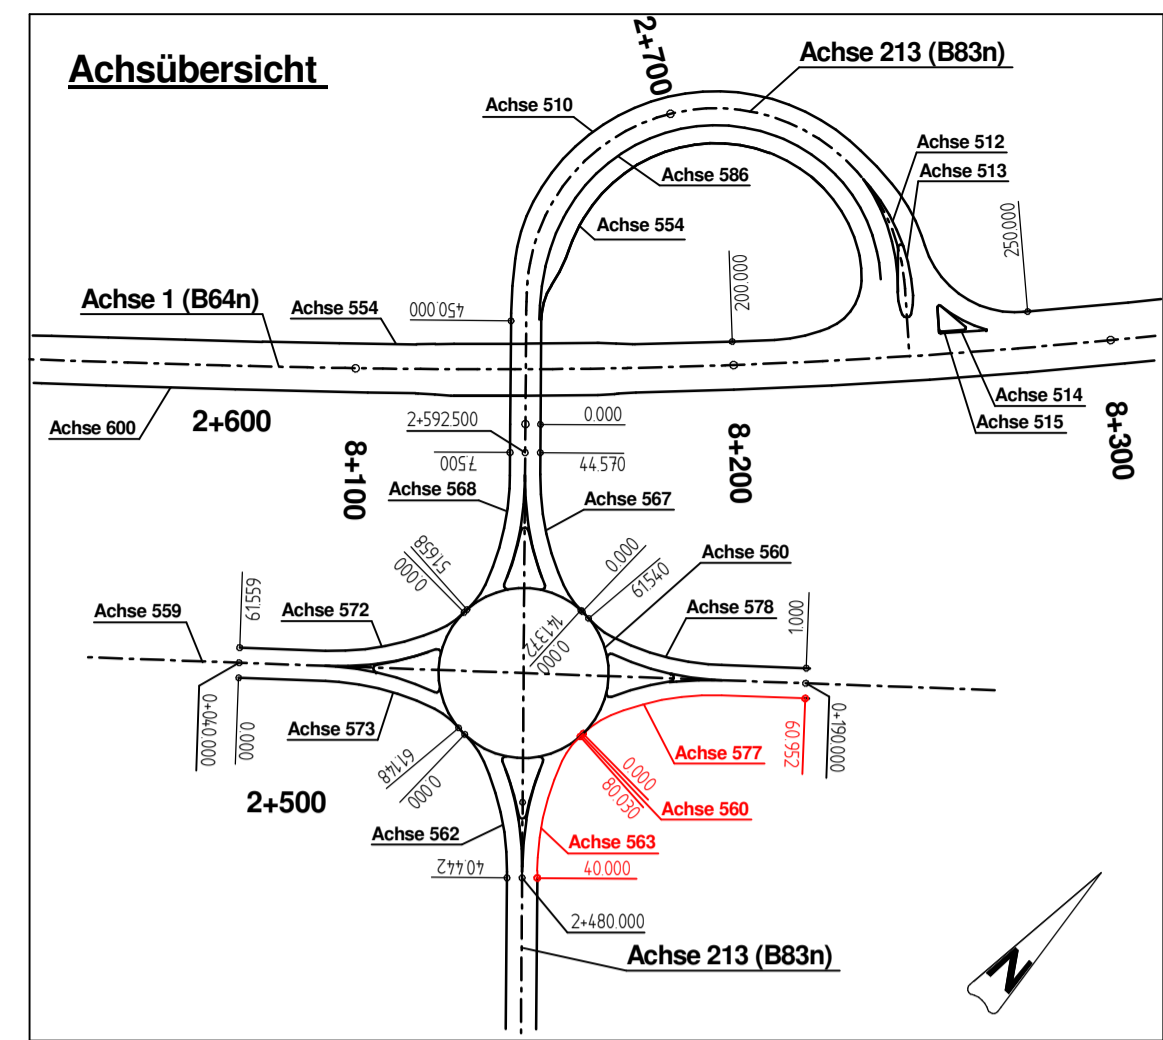 Achsübersicht
2+700
Achse 213 (B83n)
Achse 510
Achse 512
Achse 586
Achse 513
Achse 554
250.000
200.000
Achse 1 (B64n)
Achse 554
450.000
Achse 600
2+600
8+100
2+592.500
0.000
8+200
Achse 514
Achse 515
8+300
7.500
44.570
Achse 568
Achse 567
51.658
0.000
0.000
61.540
Achse 560
61.559
Achse 559
Achse 572
141.372
0.000
Achse 578
1.000
0+040.000
0.000
Achse 573
61.148
0.000
Achse 577
60.952
0+190.000
0.000
80.030
Achse 560
2+500
Achse 562
Achse 563
40.442
40.000
2+480.000
Achse 213 (B83n)
N